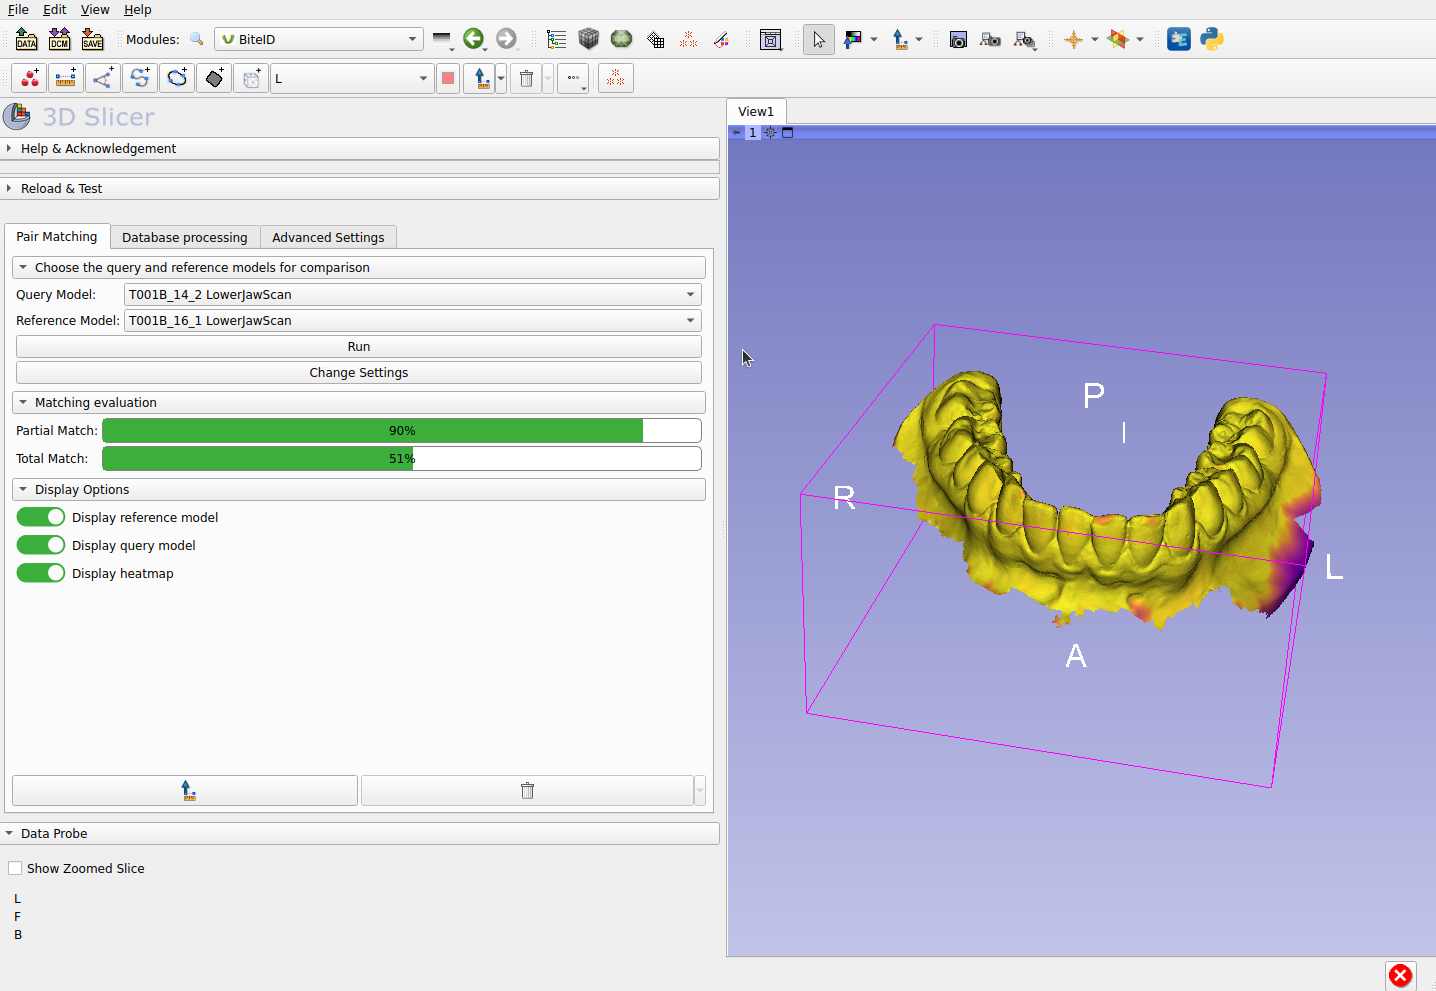 File Edit View Help
DATA DCM SAVE Modules: BiteID
L
3D Slicer
Help & Acknowledgement
Reload & Test
Pair Matching Database processing Advanced Settings
Choose the query and reference models for comparison
Query Model: T001B_14_2 LowerJawScan
Reference Model: T001B_16_1 LowerJawScan
Run
Change Settings
Matching evaluation
Partial Match: 90%
Total Match: 51%
Display Options
Display reference model
Display query model
Display heatmap
Data Probe
Show Zoomed Slice
L
F
B
View1
1
P
I
R
L
A